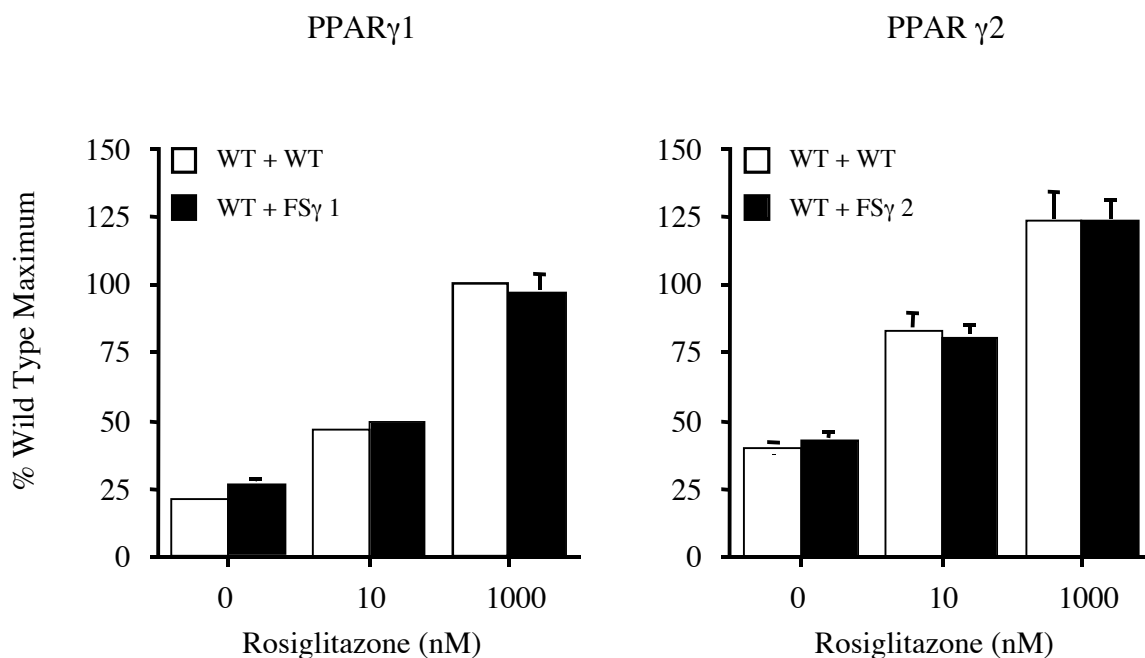 PPARγ1
% Wild Type Maximum
150
125
100
75
50
25
0
WT + WT
WT + FSγ 1
0 10 1000
Rosiglitazone (nM)
PPAR γ2
150
125
100
75
50
25
0
WT + WT
WT + FSγ 2
0 10 1000
Rosiglitazone (nM)